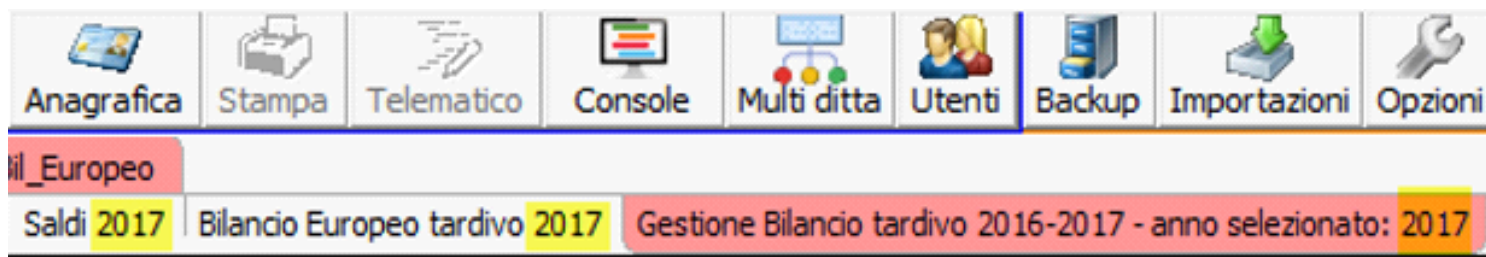 Anagrafica Stampa Telematico Console Multi ditta Utenti Backup Importazioni Opzioni
il_Europeo
Saldi 2017 Bilancio Europeo tardivo 2017 Gestione Bilancio tardivo 2016-2017 - anno selezionato: 2017